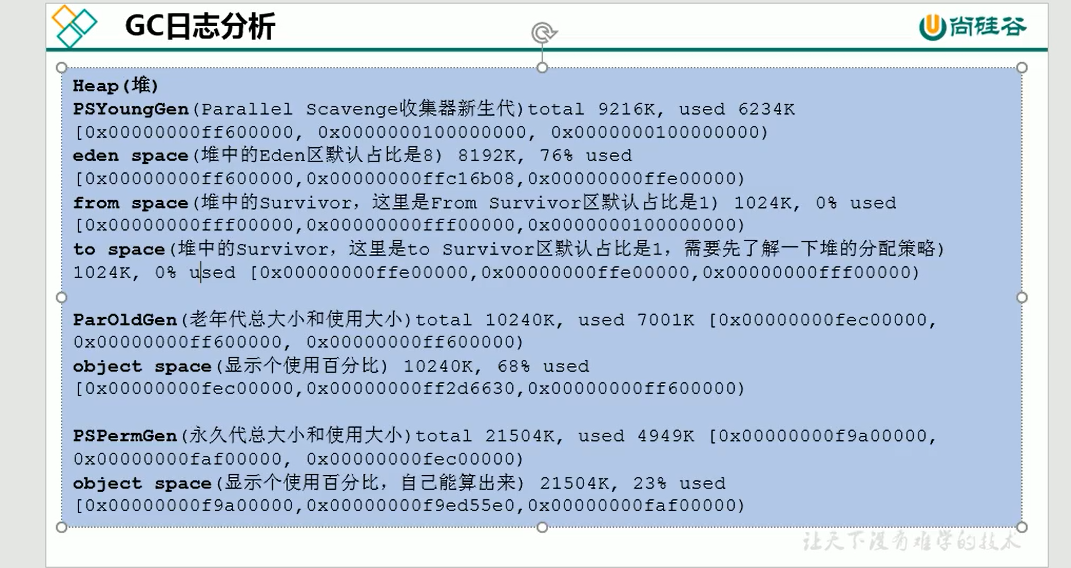 GC日志分析
尚硅谷
Heap(堆)
PSYoungGen(Parallel Scavenge收集器新生代)total 9216K, used 6234K
[0x00000000ff600000, 0x0000000100000000, 0x0000000100000000)
eden space(堆中的Eden区默认占比是8) 8192K, 76% used
[0x00000000ff600000,0x00000000ffc16b08,0x00000000ffe00000)
from space(堆中的Survivor，这里是From Survivor区默认占比是1) 1024K, 0% used
[0x00000000fff00000,0x00000000fff00000,0x0000000100000000)
to space(堆中的Survivor，这里是to Survivor区默认占比是1，需要先了解一下堆的分配策略)
1024K, 0% used [0x00000000ffe00000,0x00000000ffe00000,0x00000000fff00000)
ParOldGen(老年代总大小和使用大小)total 10240K, used 7001K [0x00000000fec00000,
0x00000000ff600000, 0x00000000ff600000)
object space(显示个使用百分比) 10240K, 68% used
[0x00000000fec00000,0x00000000ff2d6630,0x00000000ff600000)
PSPermGen(永久代总大小和使用大小)total 21504K, used 4949K [0x00000000f9a00000,
0x00000000faf00000, 0x00000000fec00000)
object space(显示个使用百分比，自己能算出来) 21504K, 23% used
[0x00000000f9a00000,0x00000000f9ed55e0,0x00000000faf00000)
让天下没有难学的技术